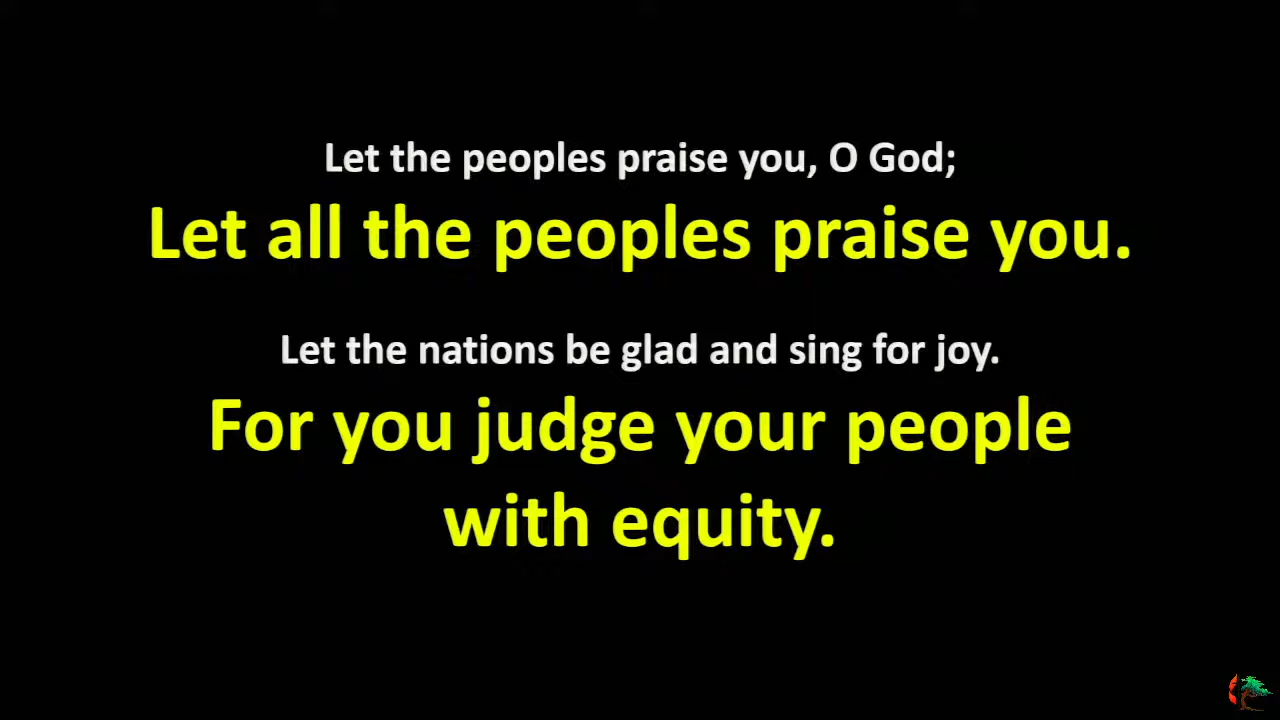 Let the peoples praise you, O God;
Let all the peoples praise you.
Let the nations be glad and sing for joy.
For you judge your people
with equity.